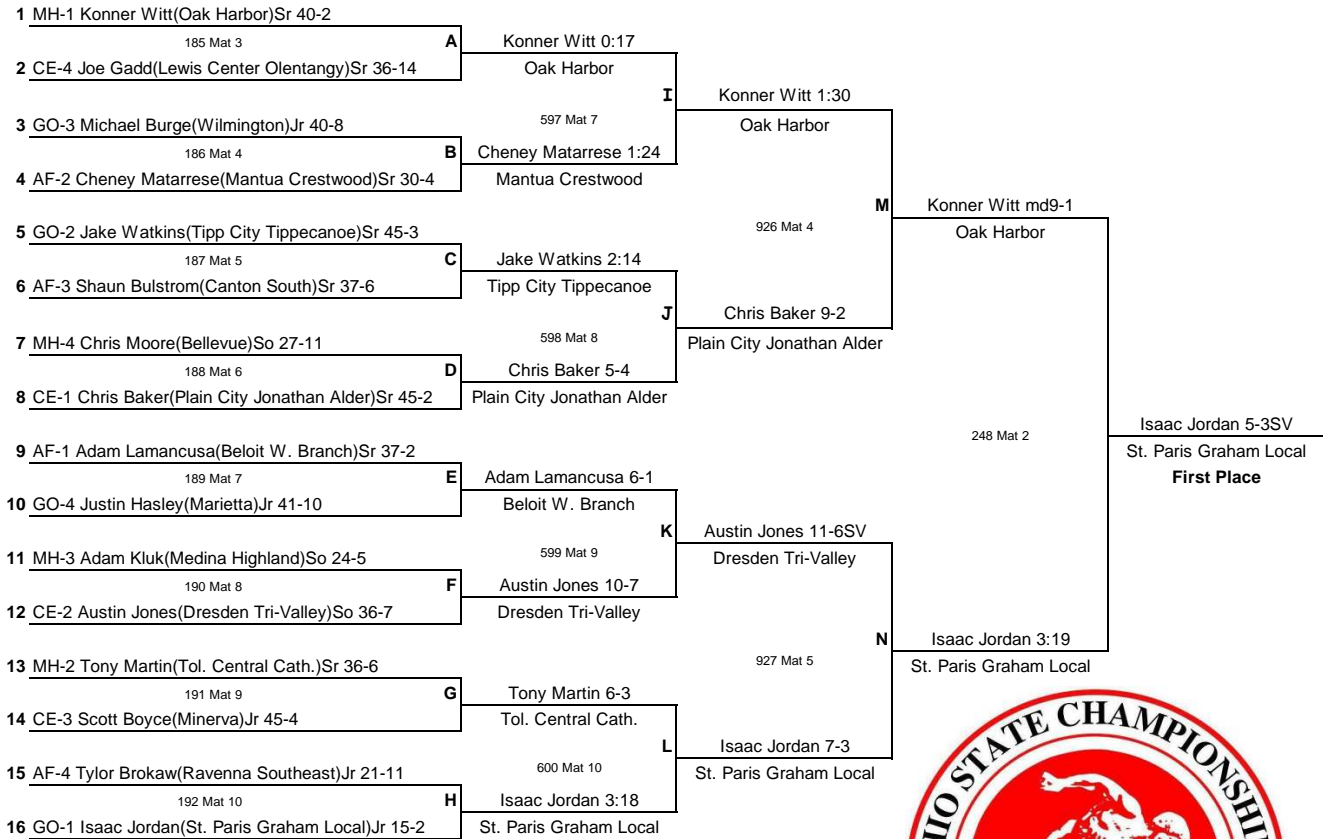 1 MH-1 Konner Witt(Oak Harbor)Sr 40-2
185 Mat 3
A
2 CE-4 Joe Gadd(Lewis Center Olentangy)Sr 36-14
Konner Witt 0:17
Oak Harbor
3 GO-3 Michael Burge(Wilmington)Jr 40-8
186 Mat 4
B
4 AF-2 Cheney Matarrese(Mantua Crestwood)Sr 30-4
Cheney Matarrese 1:24
Mantua Crestwood
I
597 Mat 7
Konner Witt 1:30
Oak Harbor
5 GO-2 Jake Watkins(Tipp City Tippecanoe)Sr 45-3
187 Mat 5
C
6 AF-3 Shaun Bulstrom(Canton South)Sr 37-6
Jake Watkins 2:14
Tipp City Tippecanoe
7 MH-4 Chris Moore(Bellevue)So 27-11
188 Mat 6
D
8 CE-1 Chris Baker(Plain City Jonathan Alder)Sr 45-2
Chris Baker 5-4
Plain City Jonathan Alder
J
598 Mat 8
Chris Baker 9-2
Plain City Jonathan Alder
M
926 Mat 4
Konner Witt md9-1
Oak Harbor
9 AF-1 Adam Lamancusa(Beloit W. Branch)Sr 37-2
189 Mat 7
E
10 GO-4 Justin Hasley(Marietta)Jr 41-10
Adam Lamancusa 6-1
Beloit W. Branch
11 MH-3 Adam Kluk(Medina Highland)So 24-5
190 Mat 8
F
12 CE-2 Austin Jones(Dresden Tri-Valley)So 36-7
Austin Jones 10-7
Dresden Tri-Valley
K
599 Mat 9
Austin Jones 11-6SV
Dresden Tri-Valley
13 MH-2 Tony Martin(Tol. Central Cath.)Sr 36-6
191 Mat 9
G
14 CE-3 Scott Boyce(Minerva)Jr 45-4
Tony Martin 6-3
Tol. Central Cath.
15 AF-4 Tylor Brokaw(Ravenna Southeast)Jr 21-11
192 Mat 10
H
16 GO-1 Isaac Jordan(St. Paris Graham Local)Jr 15-2
Isaac Jordan 3:18
St. Paris Graham Local
L
600 Mat 10
Isaac Jordan 7-3
St. Paris Graham Local
N
927 Mat 5
Isaac Jordan 3:19
St. Paris Graham Local
248 Mat 2
Isaac Jordan 5-3SV
St. Paris Graham Local
First Place
STATE CHAMPIONSHIP